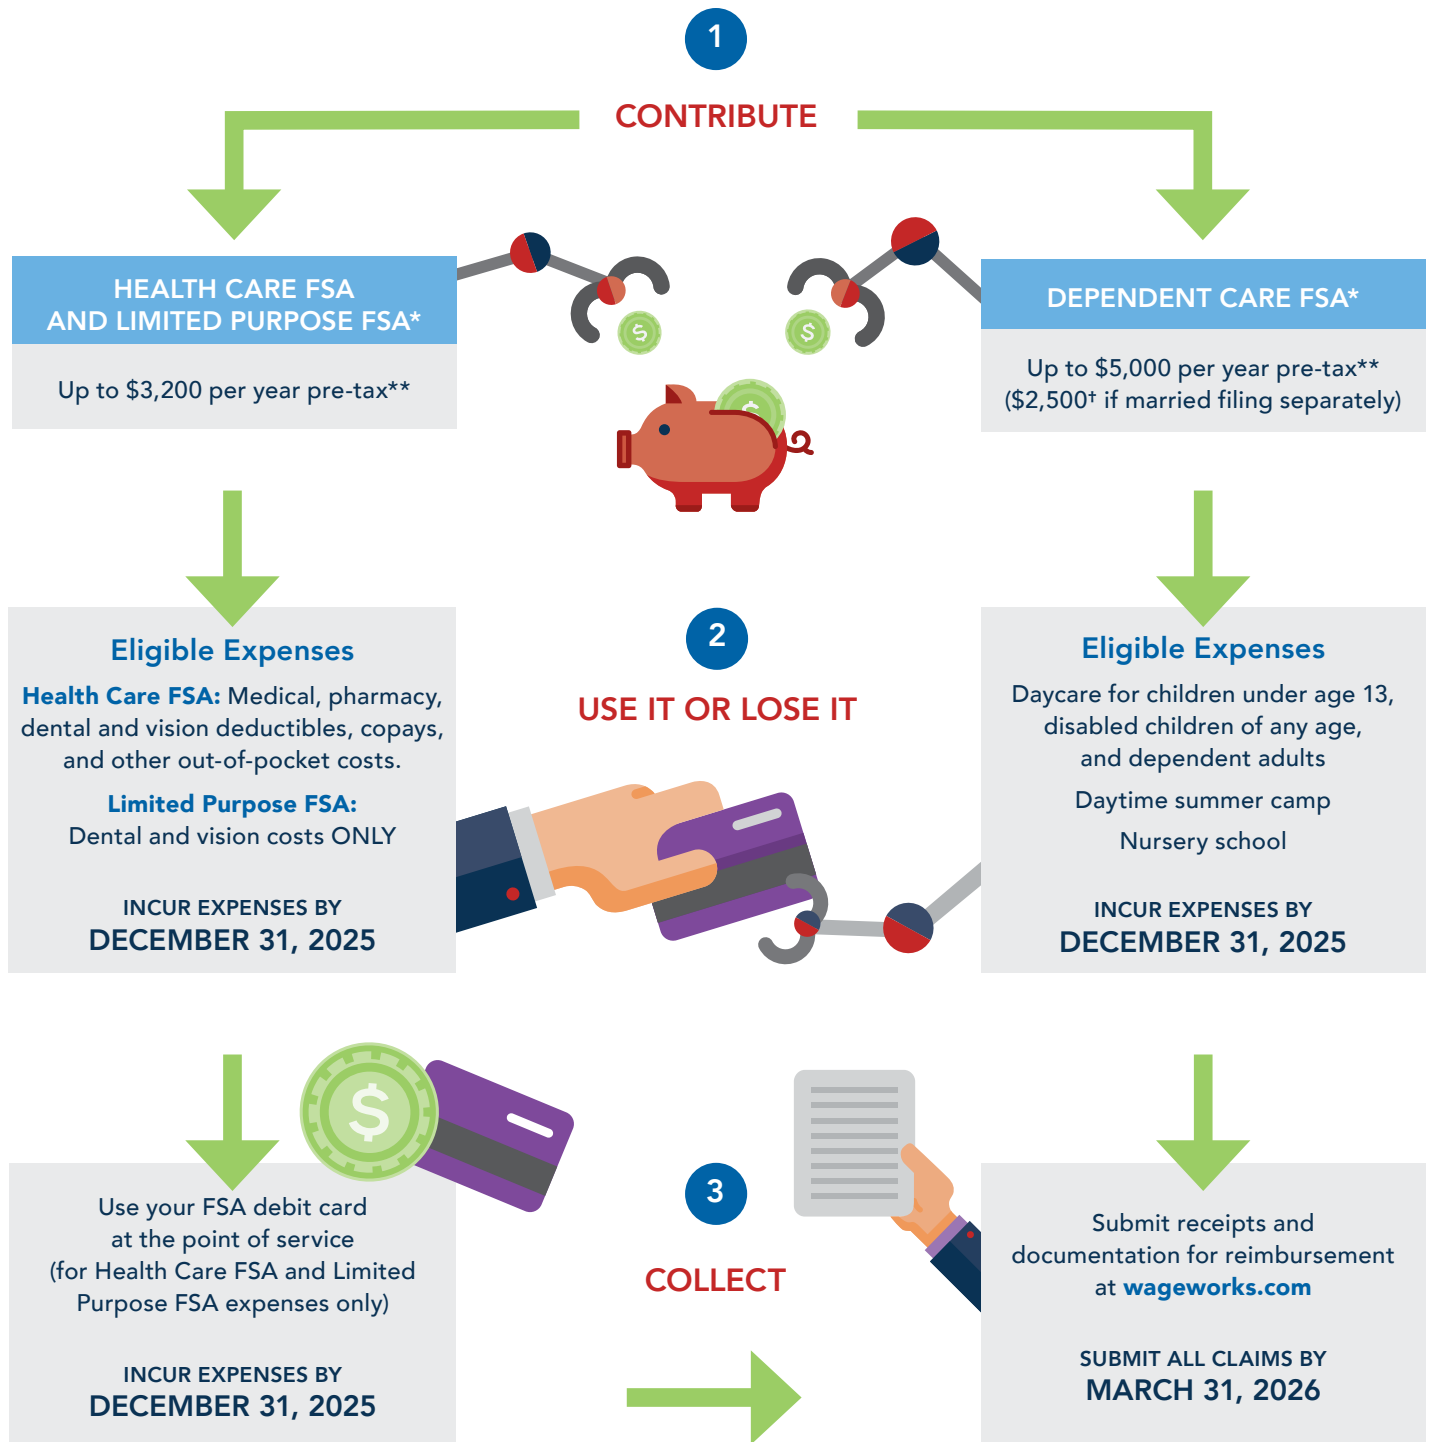 1
CONTRIBUTE
HEALTH CARE FSA
AND LIMITED PURPOSE FSA*
Up to $3,200 per year pre-tax**
DEPENDENT CARE FSA*
Up to $5,000 per year pre-tax**
($2,500† if married filing separately)
$
$
$
2
USE IT OR LOSE IT
Eligible Expenses
Health Care FSA: Medical, pharmacy,
dental and vision deductibles, copays,
and other out-of-pocket costs.
Limited Purpose FSA:
Dental and vision costs ONLY
INCUR EXPENSES BY
DECEMBER 31, 2025
Eligible Expenses
Daycare for children under age 13,
disabled children of any age,
and dependent adults
Daytime summer camp
Nursery school
INCUR EXPENSES BY
DECEMBER 31, 2025
$
3
COLLECT
Use your FSA debit card
at the point of service
(for Health Care FSA and Limited
Purpose FSA expenses only)
INCUR EXPENSES BY
DECEMBER 31, 2025
Submit receipts and
documentation for reimbursement
at wageworks.com
SUBMIT ALL CLAIMS BY
MARCH 31, 2026